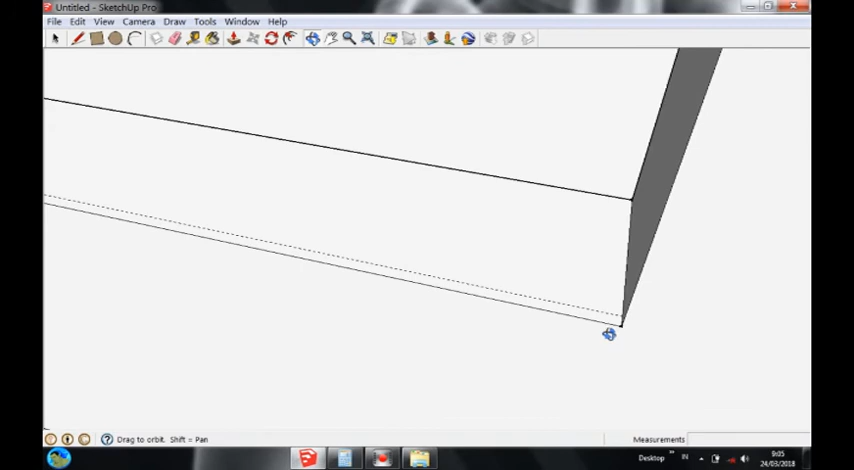 Untitled - SketchUp Pro
File Edit View Camera Draw Tools Window Help
Drag to orbit. Shift = Pan
Measurements
Desktop » IN 9:05
24/03/2018